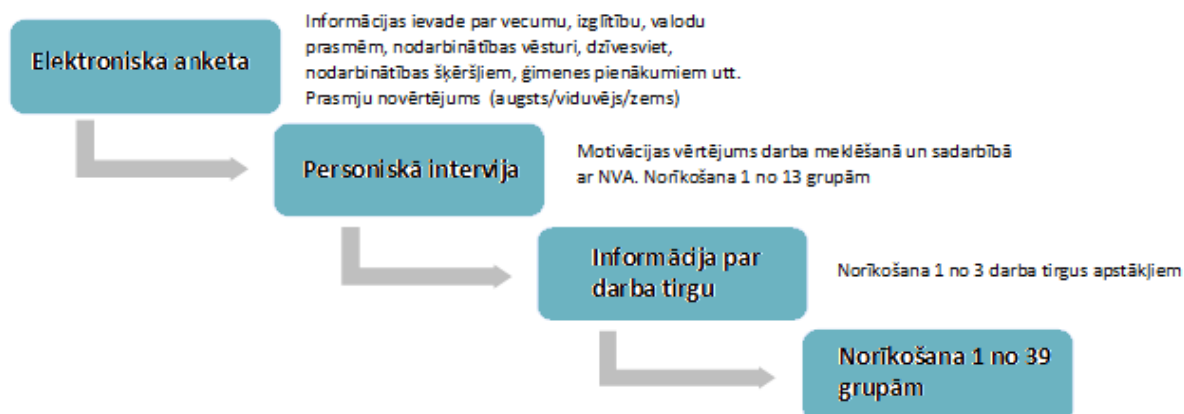 Elektroniska anketa
Informācijas ievade par vecumu, izglītību, valodu
prasmēm, nodarbinātības vēsturi, dzīvesviet,
nodarbinātības šķēršļiem, ģimenes pienākumiem utt.
Prasmju novērtējums (augsts/viduvējs/zems)
Personiskā intervija
Motivācijas vērtējums darba meklēšanā un sadarbībā
ar NVA. Norīkošana 1 no 13 grupām
Informācija par
darba tirgu
Norīkošana 1 no 3 darba tirgus apstākļiem
Norīkošana 1 no 39
grupām